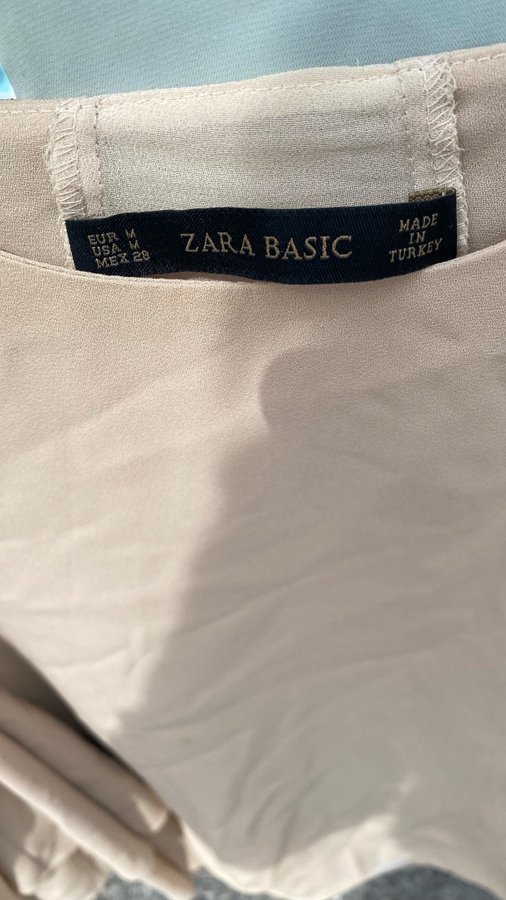 EUR M
USA M
MEX 28
ZARA BASIC
MADE
IN
TURKEY